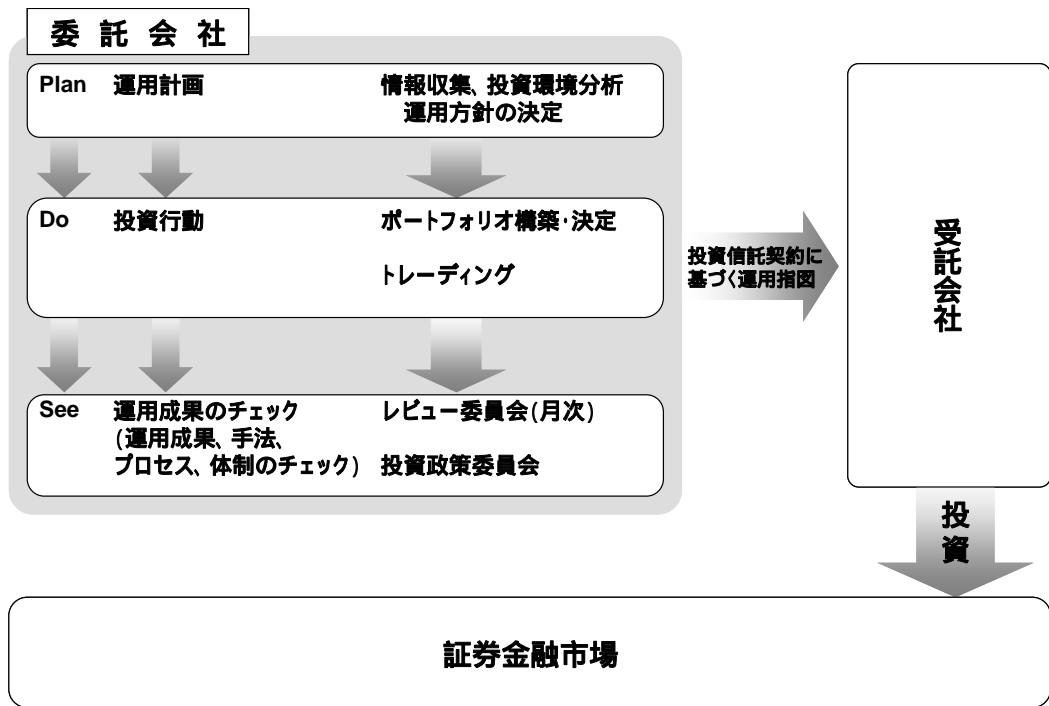 委託会社
Plan 運用計画 情報収集、投資環境分析
運用方針の決定
Do 投資行動 ポートフォリオ構築・決定
トレーディング
See 運用成果のチェック レビュー委員会(月次)
(運用成果、手法、
プロセス、体制のチェック) 投資政策委員会
投資信託契約に
基づく運用指図
受託会社
投資
証券金融市場